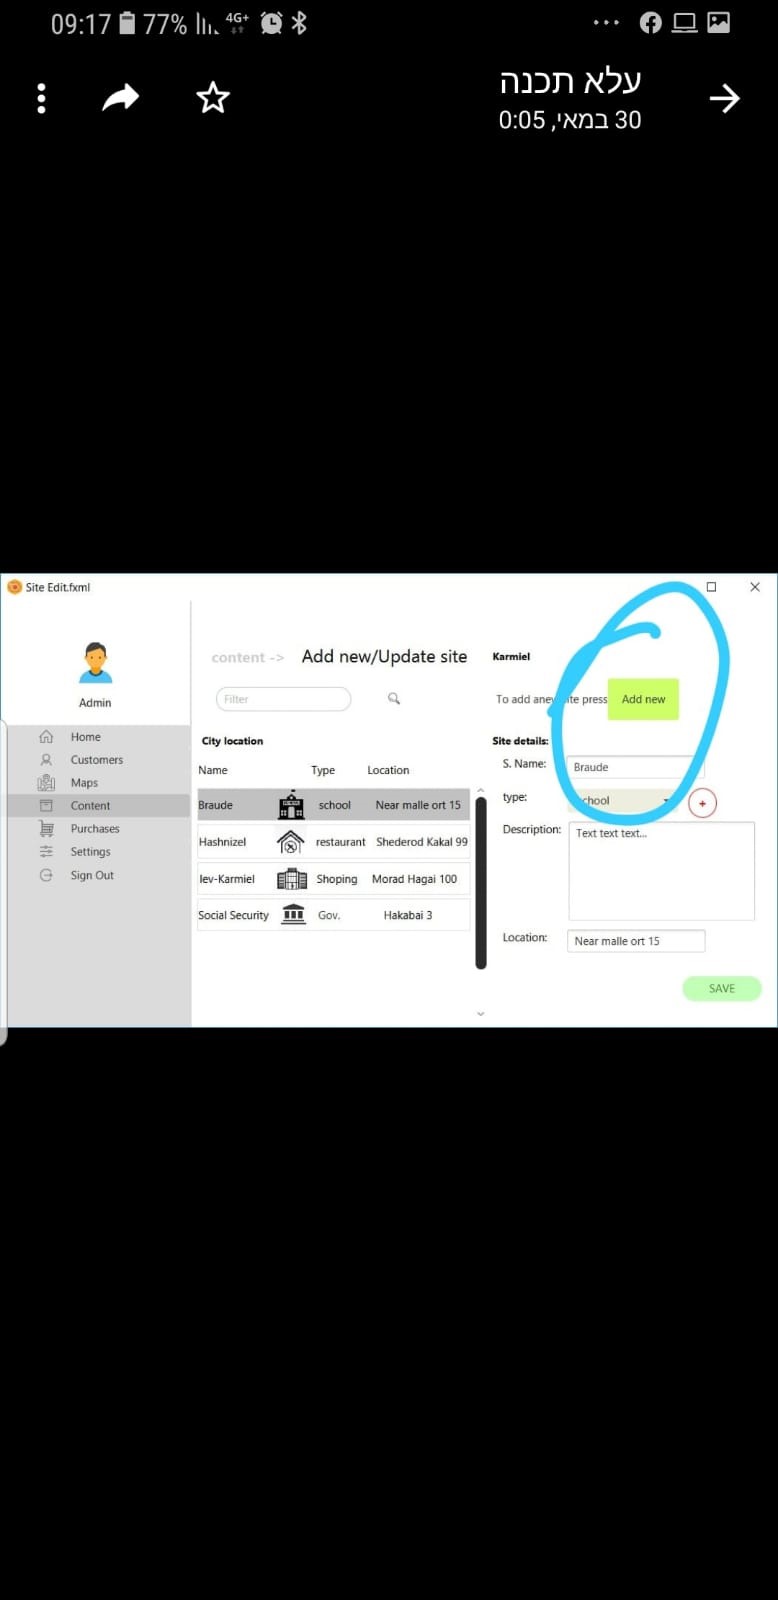 09:17 77% 4G+
עלא תכנה
30 במאי, 0:05
Site Edit.fxml
Admin
Home
Customers
Maps
Content
Purchases
Settings
Sign Out
content -> Add new/Update site
Filter
City location
Name Type Location
Braude school Near malle ort 15
Hashnizel restaurant Shederod Kakal 99
lev-Karmiel Shoping Morad Hagai 100
Social Security Gov. Hakabai 3
Karmiel
To add anew press Add new
Site details:
S. Name: Braude
type: +
Description: Text text text...
Location: Near malle ort 15
SAVE